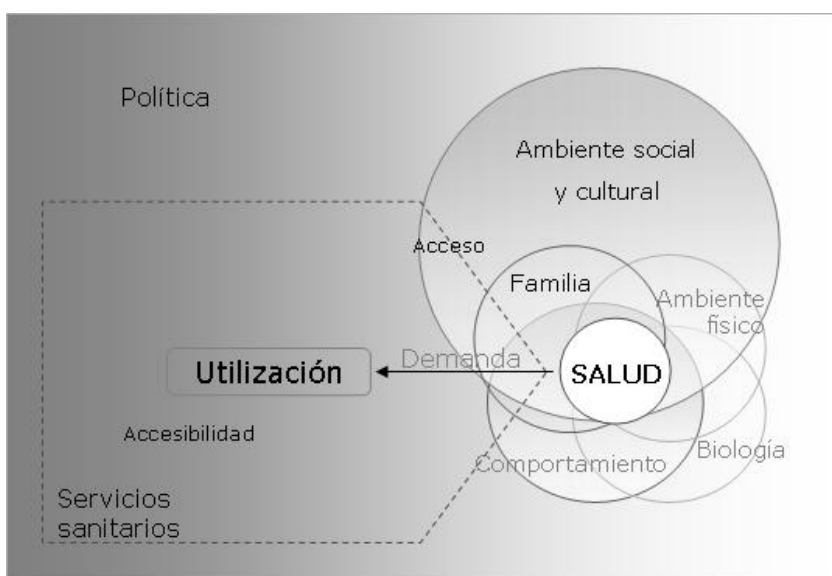 Política
Ambiente social
y cultural
Acceso
Familia
Ambiente
físico
Demanda
Utilización
SALUD
Accesibilidad
Comportamiento
Biología
Servicios
sanitarios